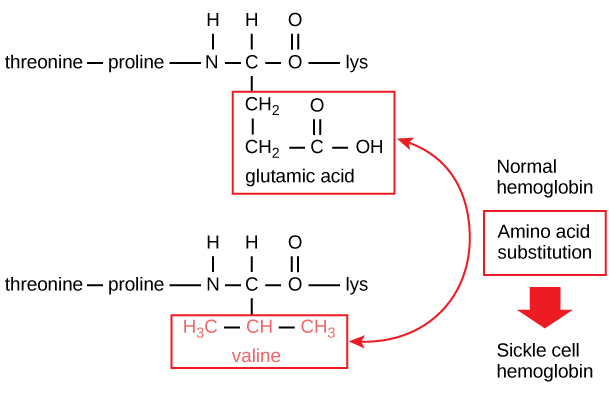 H H O
threonine — proline — N — C — O — lys
CH2 O
CH2 — C — OH
glutamic acid
Normal
hemoglobin
Amino acid
substitution
Sickle cell
hemoglobin
H H O
threonine — proline — N — C — O — lys
H3C — CH — CH3
valine